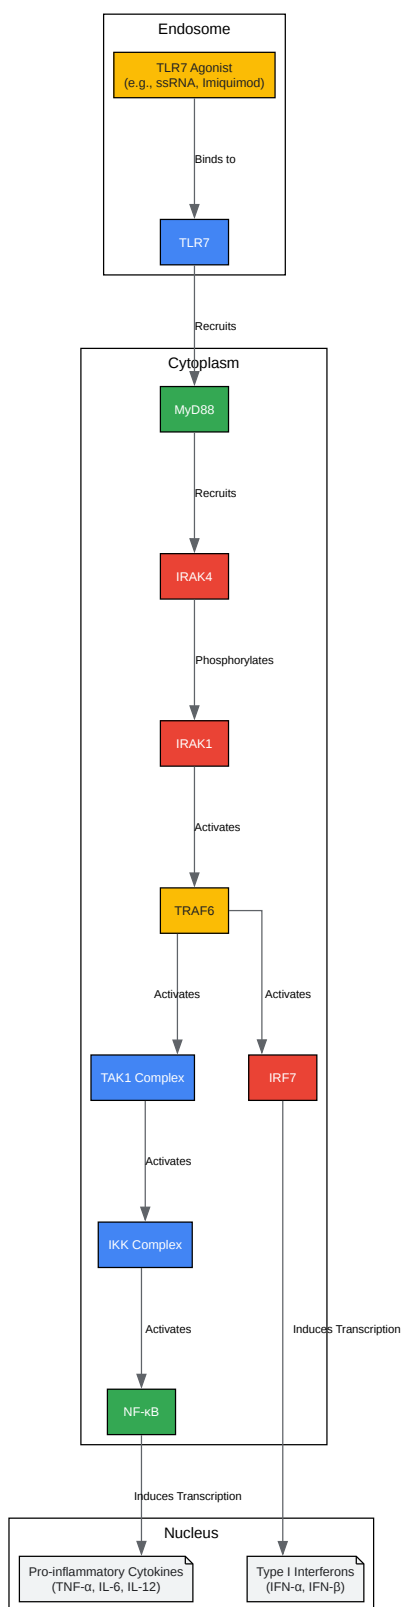 Endosome
TLR7 Agonist
(e.g., ssRNA, Imiquimod)
Binds to
TLR7
Recruits
Cytoplasm
MyD88
Recruits
IRAK4
Phosphorylates
IRAK1
Activates
TRAF6
Activates
Activates
TAK1 Complex
IRF7
Activates
IKK Complex
Activates
Induces Transcription
NF-κB
Induces Transcription
Nucleus
Pro-inflammatory Cytokines
(TNF-α, IL-6, IL-12)
Type I Interferons
(IFN-α, IFN-β)